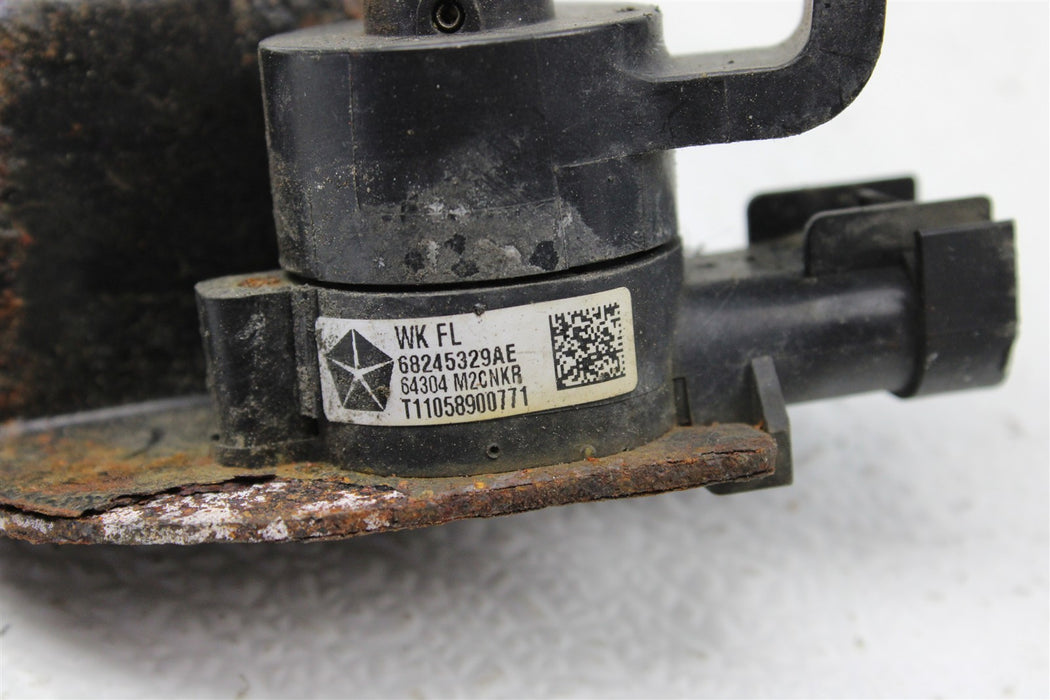 WK FL
68245329AE
64304 M2CNKR
T11058900771